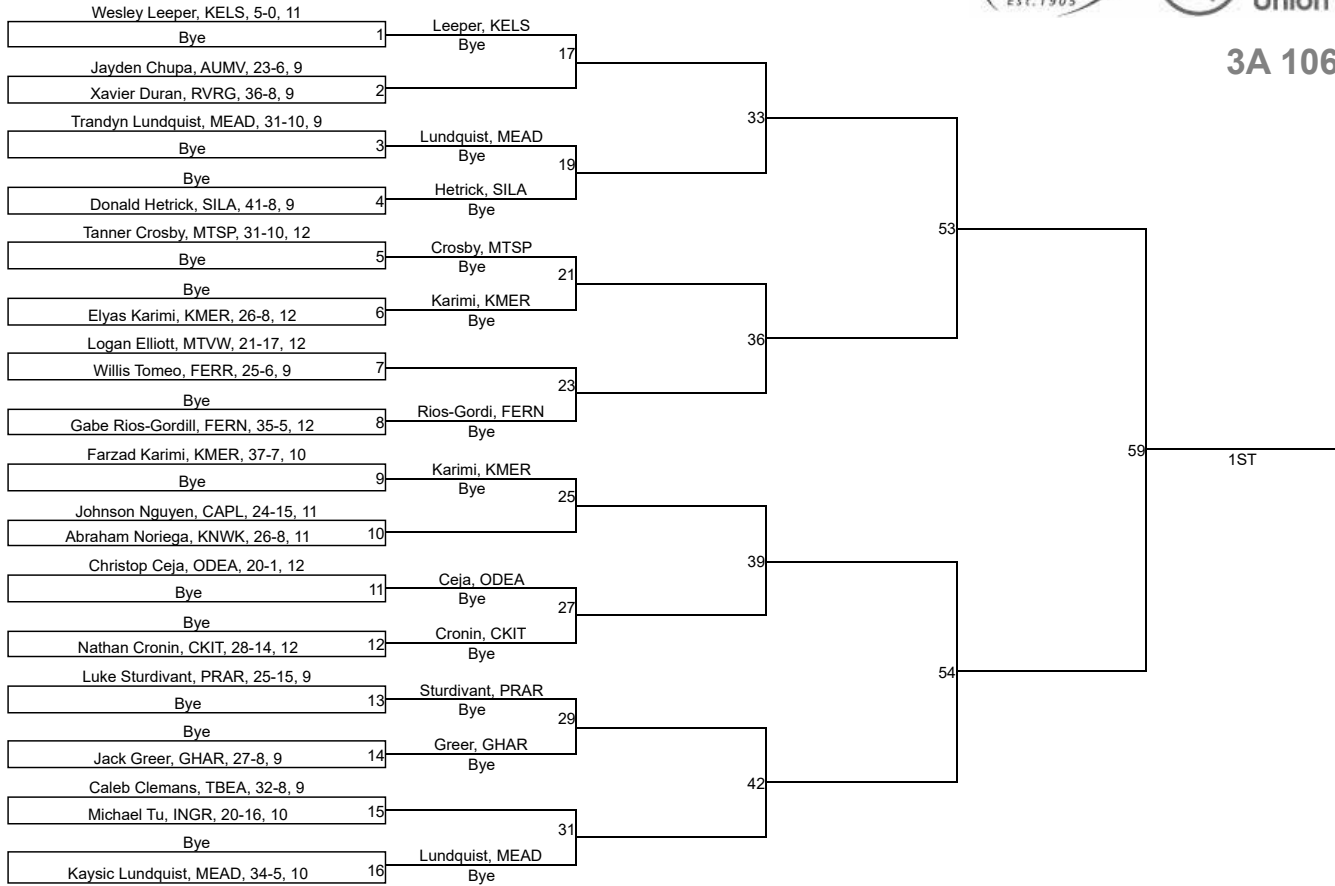 EST. 1905
Union
3A 106
Wesley Leeper, KELS, 5-0, 11
Bye
1
Leeper, KELS
Bye
17
Jayden Chupa, AUMV, 23-6, 9
Xavier Duran, RVRG, 36-8, 9
2
33
Trandyn Lundquist, MEAD, 31-10, 9
Bye
3
Lundquist, MEAD
Bye
19
Bye
Donald Hetrick, SILA, 41-8, 9
4
Hetrick, SILA
Bye
53
Tanner Crosby, MTSP, 31-10, 12
Bye
5
Crosby, MTSP
Bye
21
Bye
Elyas Karimi, KMER, 26-8, 12
6
Karimi, KMER
Bye
36
Logan Elliott, MTVW, 21-17, 12
Willis Tomeo, FERR, 25-6, 9
7
23
Bye
Gabe Rios-Gordill, FERN, 35-5, 12
8
Rios-Gordi, FERN
Bye
59
1ST
Farzad Karimi, KMER, 37-7, 10
Bye
9
Karimi, KMER
Bye
25
Johnson Nguyen, CAPL, 24-15, 11
Abraham Noriega, KNWK, 26-8, 11
10
39
Christop Ceja, ODEA, 20-1, 12
Bye
11
Ceja, ODEA
Bye
27
Bye
Nathan Cronin, CKIT, 28-14, 12
12
Cronin, CKIT
Bye
54
Luke Sturdivant, PRAR, 25-15, 9
Bye
13
Sturdivant, PRAR
Bye
29
Bye
Jack Greer, GHAR, 27-8, 9
14
Greer, GHAR
Bye
42
Caleb Clemans, TBEA, 32-8, 9
Michael Tu, INGR, 20-16, 10
15
31
Bye
Kaysic Lundquist, MEAD, 34-5, 10
16
Lundquist, MEAD
Bye